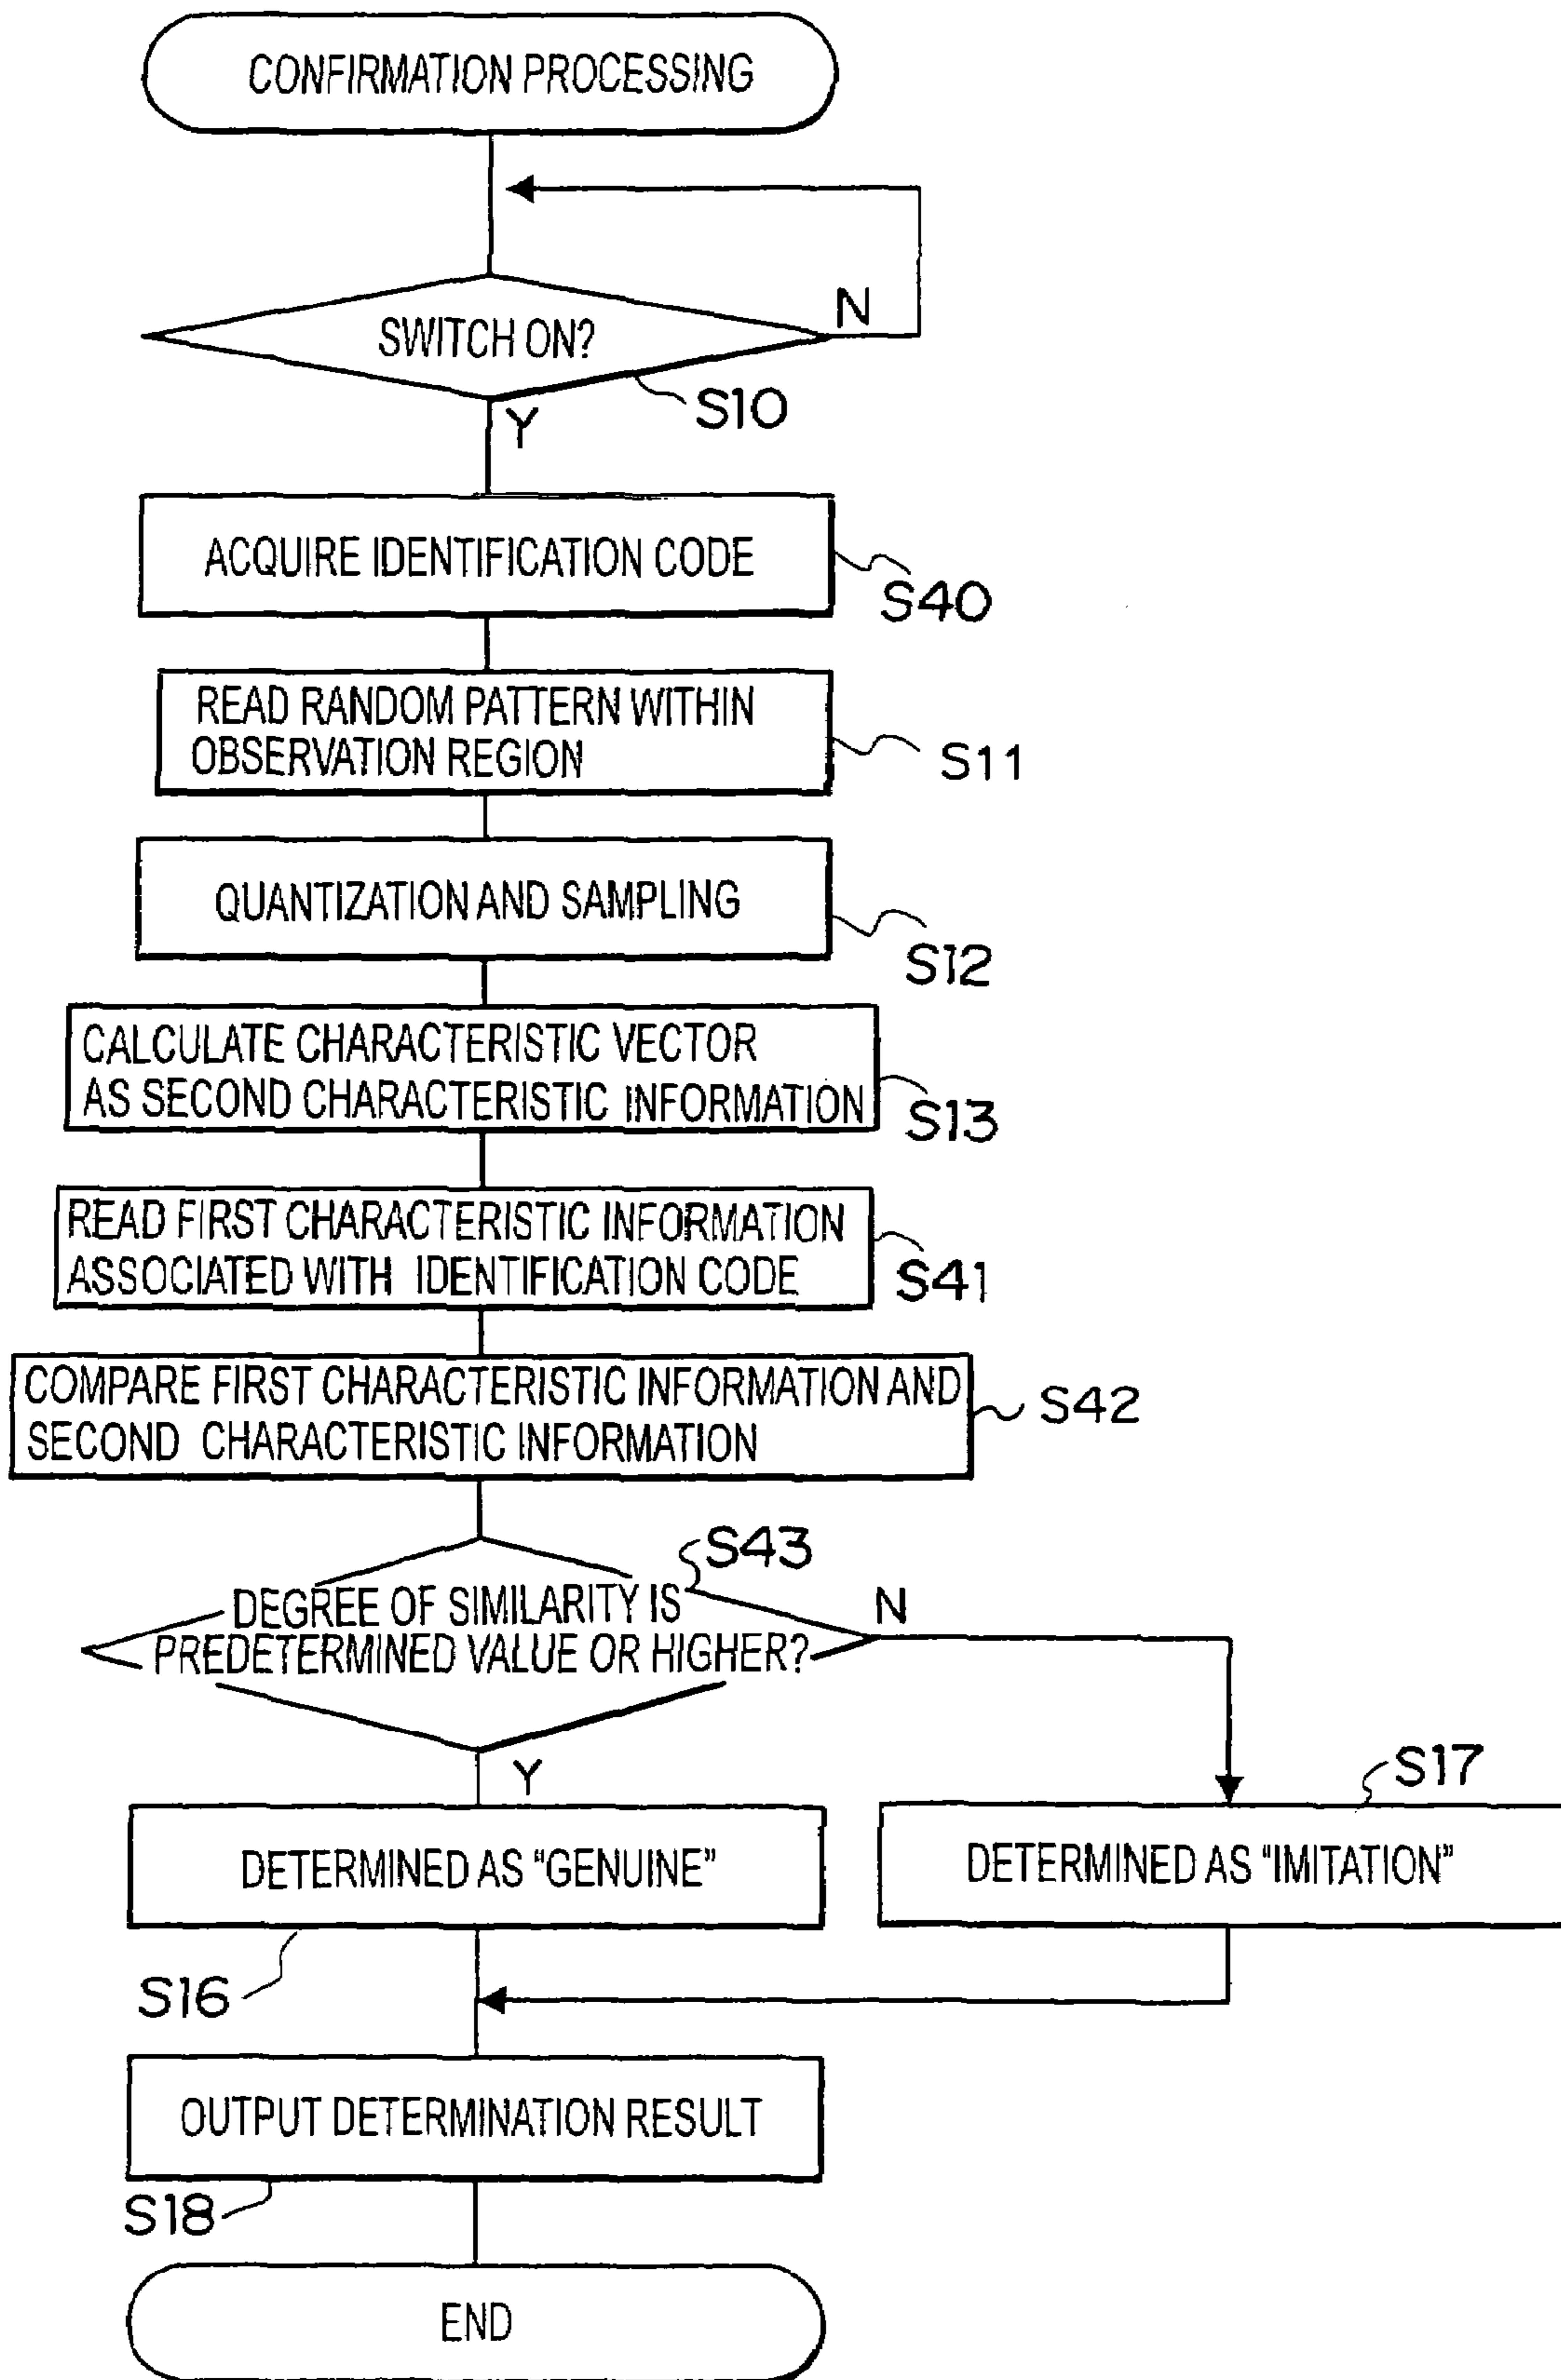 CONFIRMATION PROCESSING
SWITCH ON?
N
S10
Y
ACQUIRE IDENTIFICATION CODE
S40
READ RANDOM PATTERN WITHIN
OBSERVATION REGION
S11
QUANTIZATION AND SAMPLING
S12
CALCULATE CHARACTERISTIC VECTOR
AS SECOND CHARACTERISTIC INFORMATION
S13
READ FIRST CHARACTERISTIC INFORMATION
ASSOCIATED WITH IDENTIFICATION CODE
S41
COMPARE FIRST CHARACTERISTIC INFORMATION AND
SECOND CHARACTERISTIC INFORMATION
S42
S43
DEGREE OF SIMILARITY IS
PREDETERMINED VALUE OR HIGHER?
N
Y
S17
DETERMINED AS “GENUINE”
DETERMINED AS “IMITATION”
S16
OUTPUT DETERMINATION RESULT
S18
END